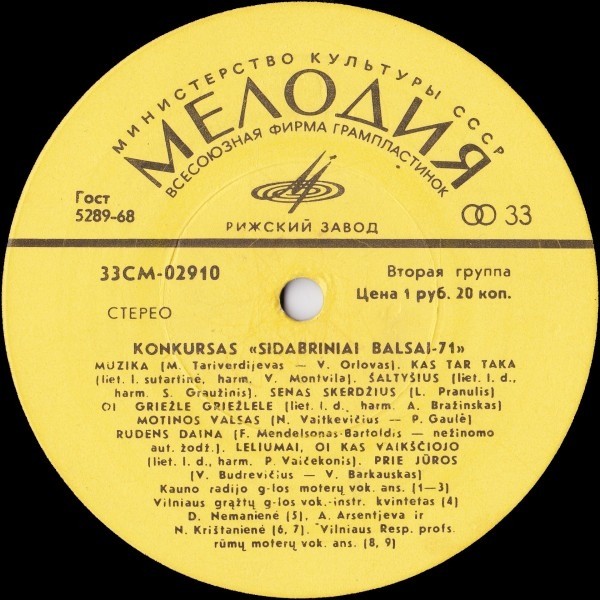 МИНИСТЕРСТВО КУЛЬТУРЫ СССР
МЕЛОДИЯ
ВСЕСОЮЗНАЯ ФИРМА ГРАМПЛАСТИНОК
Гост
5289-68
РИЖСКИЙ ЗАВОД
33
33СМ-02910
Вторая группа
Цена 1 руб. 20 коп.
СТЕРЕО
KONKURSAS «SIDABRINIAI BALSAI-71»
MUZIKA (M. Tariverdijevas — V. Orlovas). KAS TAR TAKA
(liet. l. sutartinė, harm. V. Montvila). ŠALTYŠIUS (liet. l. d.,
harm. S. Graužinis). SENAS SKERDŽIUS (L. Pranulis)
OI GRIEŽLE GRIEŽLELE (liet. l. d., harm. A. Bražinskas)
MOTINOS VALSAS (N. Vaitkevičius — P. Gaulė)
RUDENS DAINA (F. Mendelsonas-Bartoldis — nežinomo
aut. žodž.). LELIUMAI, OI KAS VAIKŠČIOJO
(liet. l. d., harm. P. Vaičekonis). PRIE JŪROS
(V. Budrevičius — V. Barkauskas)
Kauno radijo g-los moterų vok. ans. (1—3)
Vilniaus grąžtų g-los vok.-instr. kvintetas (4)
D. Nemanienė (5), A. Arsentjeva ir
N. Krištanienė (6, 7). Vilniaus Resp. profs.
rūmų moterų vok. ans. (8, 9)